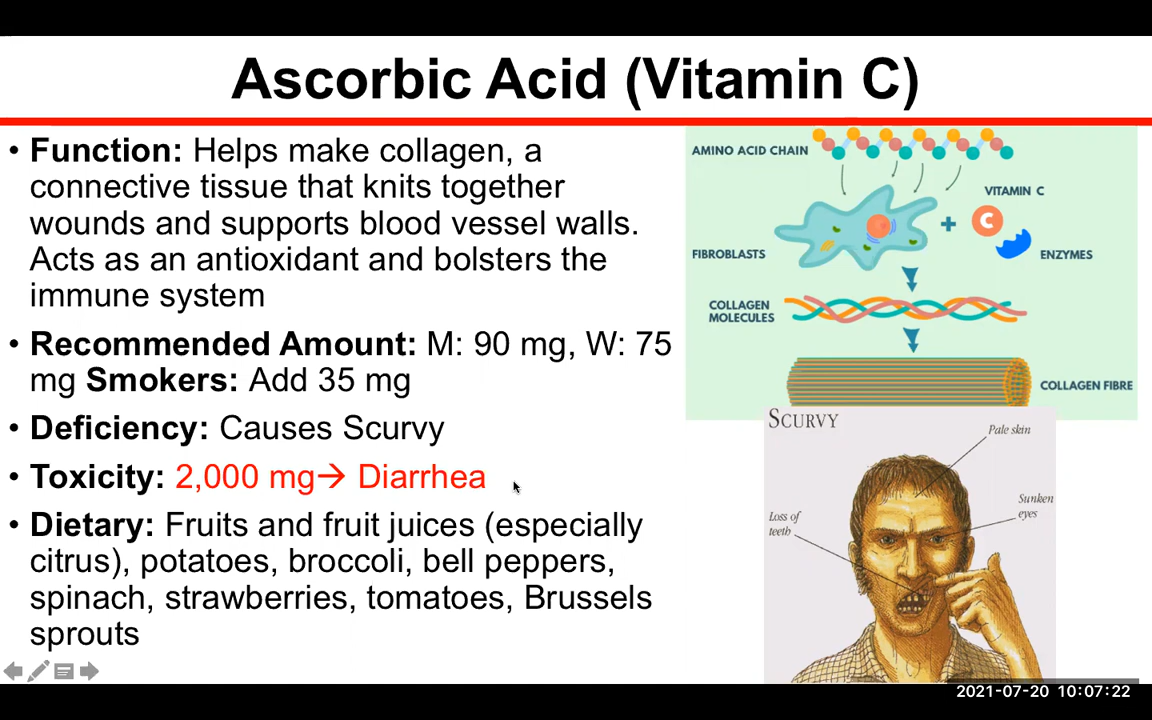 Ascorbic Acid (Vitamin C)
• Function: Helps make collagen, a
connective tissue that knits together
wounds and supports blood vessel walls.
Acts as an antioxidant and bolsters the
immune system
• Recommended Amount: M: 90 mg, W: 75
mg Smokers: Add 35 mg
• Deficiency: Causes Scurvy
• Toxicity: 2,000 mg→ Diarrhea
• Dietary: Fruits and fruit juices (especially
citrus), potatoes, broccoli, bell peppers,
spinach, strawberries, tomatoes, Brussels
sprouts
AMINO ACID CHAIN
VITAMIN C
C
FIBROBLASTS
+
ENZYMES
COLLAGEN
MOLECULES
COLLAGEN FIBRE
SCURVY
Pale skin
Sunken
eyes
Loss of
teeth
2021-07-20 10:07:22